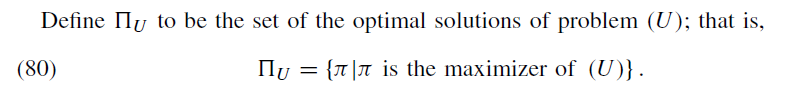 Define Π_U to be the set of the optimal solutions of problem (U); that is,
(80) Π_U = {π|π is the maximizer of (U)}.